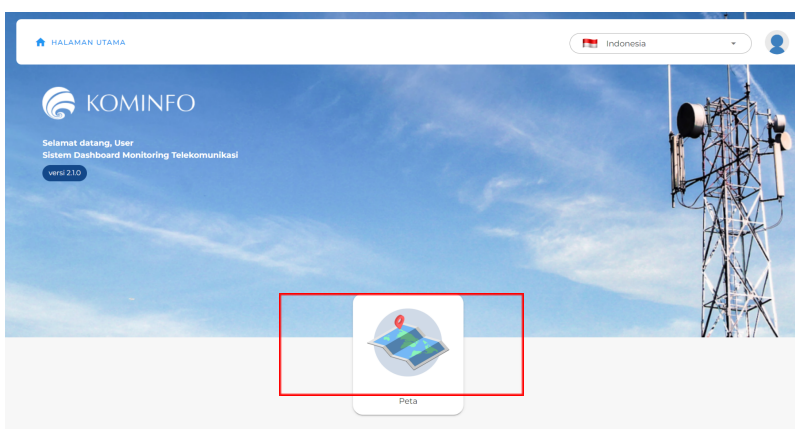 HALAMAN UTAMA
Indonesia
KOMINFO
Selamat datang, User
Sistem Dashboard Monitoring Telekomunikasi
versi 2.1.0
Peta